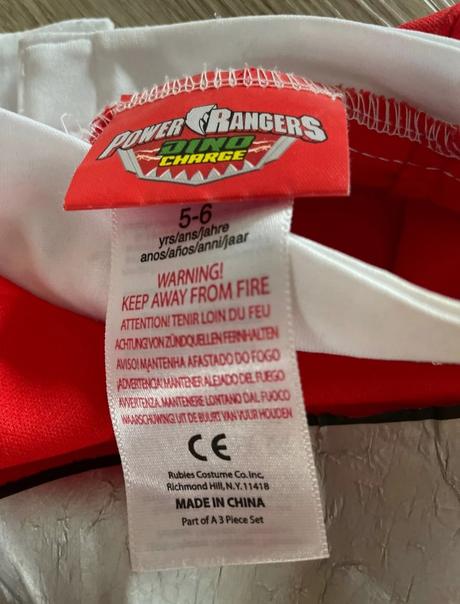 POWER RANGERS
DINO
CHARGE
5-6
yrs/ans/Jahre
anos/años/anni/jaar
WARNING!
KEEP AWAY FROM FIRE
ATTENTION! TENIR LOIN DU FEU
ACHTUNG! VON ZÜNDQUELLEN FERNHALTEN
AVISO! MANTENHA AFASTADO DO FOGO
¡ADVERTENCIA! MANTENER ALEJADO DEL FUEGO
AVVERTENZA. MANTENERE LONTANO DAL FUOCO
WAARSCHUWING: UIT DE BUURT VAN VUUR HOUDEN
CE
Rubies Costume Co. Inc,
Richmond Hill, N.Y. 11418
MADE IN CHINA
Part of A 3 Piece Set